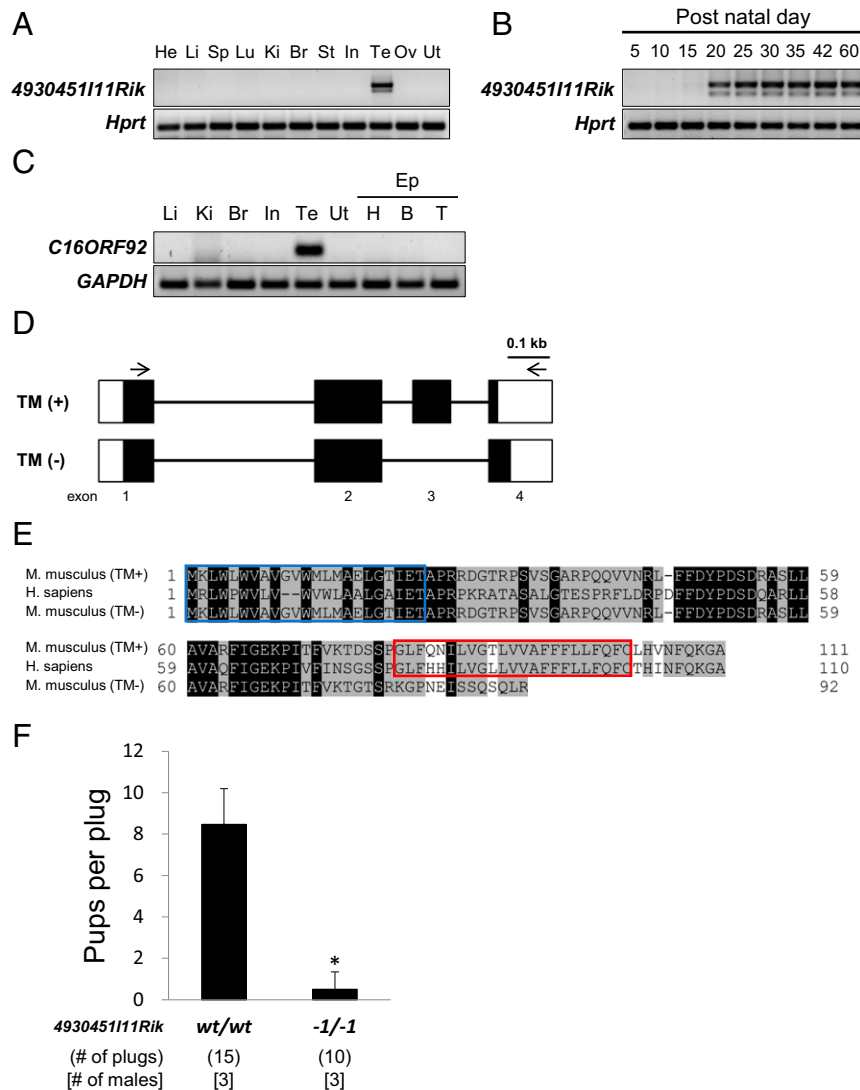 A
He Li Sp Lu Ki Br St In Te Ov Ut
4930451I11Rik
Hprt
B
Post natal day
5 10 15 20 25 30 35 42 60
4930451I11Rik
Hprt
C
Ep
Li Ki Br In Te Ut H B T
C16ORF92
GAPDH
D
0.1 kb
TM (+)
TM (-)
exon 1 2 3 4
E
M. musculus (TM+) 1 MKLWLWVAVGVWMLMAELGTIETAPRRDGTRPSVSGARPQQVVNRL-FFDYPDSDRASLL 59
H. sapiens 1 MRLWPWVLV--WVWLAALGAIETAPRPKRATASALGTESPRFLDRPDFFDYPDSDQARLL 58
M. musculus (TM-) 1 MKLWLWVAVGVWMLMAELGTIETAPRRDGTRPSVSGARPQQVVNRL-FFDYPDSDRASLL 59
M. musculus (TM+) 60 AVARFIGEKPITFVKTDSSPGLFQNILVGTLVVAFFFLLFQFCLHVNFQKGA 111
H. sapiens 59 AVAQFIGEKPIVFINSGSSPGLFHHILVGLLVVAFFFLLFQFCTHINFQKGA 110
M. musculus (TM-) 60 AVARFIGEKPITFVKTGTSRKGPNEISSQSQLR 92
F
Pups per plug
12
10
8
6
4
2
0
*
4930451I11Rik wt/wt -1/-1
(# of plugs) (15) (10)
[# of males] [3] [3]